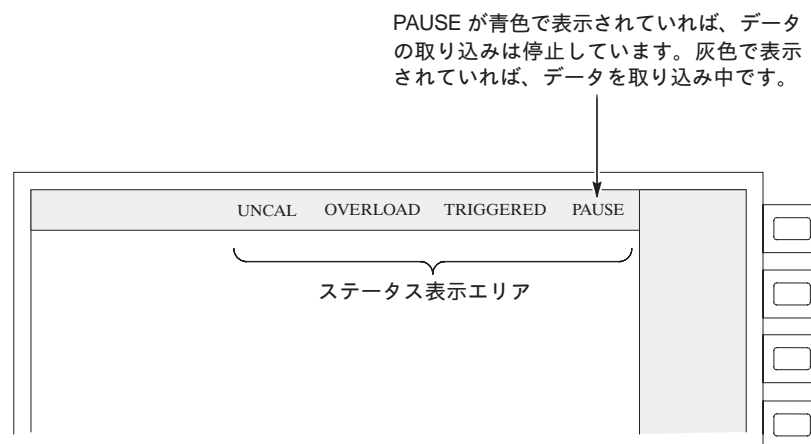 PAUSE が青色で表示されていれば、データ
の取り込みは停止しています。灰色で表示
されていれば、データを取り込み中です。
UNCAL OVERLOAD TRIGGERED PAUSE
ステータス表示エリア